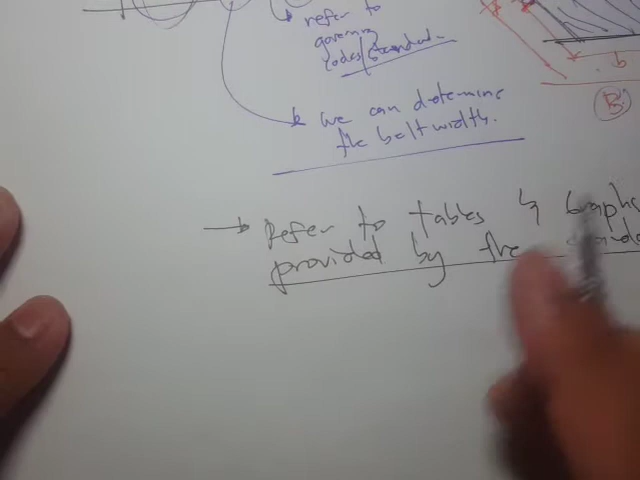 refer to
governing
codes/standard.
b
B
we can determine
the belt width.
Refer to tables & Graphs
provided by the